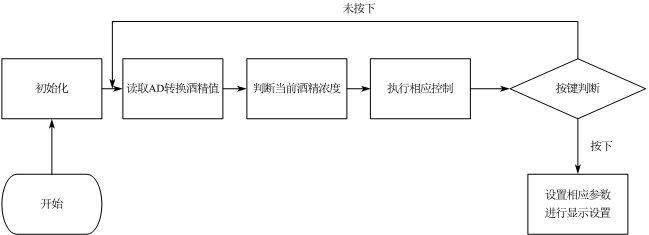 未按下
初始化
读取AD转换酒精值
判断当前酒精浓度
执行相应控制
按键判断
按下
开始
设置相应参数
进行显示设置